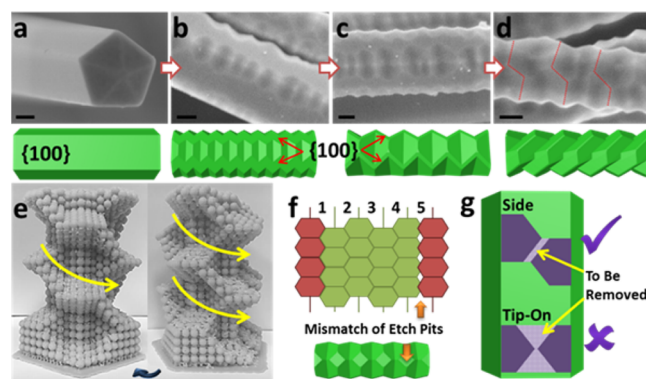 a
b
c
d
{100}
{100}
e
f
1 2 3 4 5
Mismatch of Etch Pits
g
Side
To Be
Removed
Tip-On